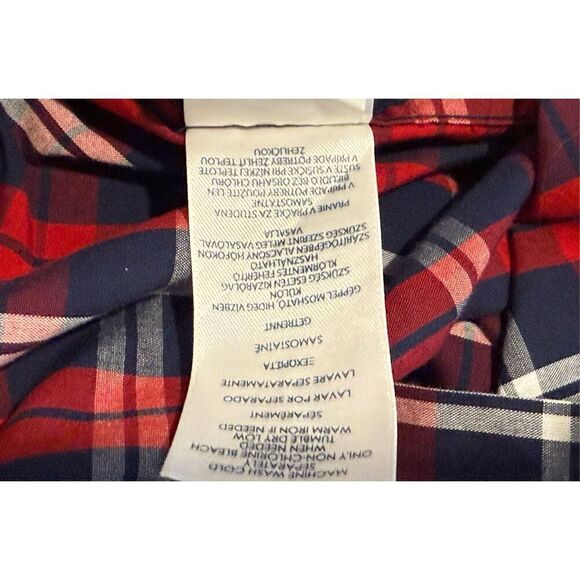 MACHINE WASH COLD
SEPARATELY
ONLY NON-CHLORINE BLEACH
WHEN NEEDED
TUMBLE DRY LOW
WARM IRON IF NEEDED
SÉPARÉMENT
LAVAR POR SEPARADO
LAVARE SEPARATAMENTE
ΞΕΧΩΡΙΣΤΑ
SAMOSTATNĚ
GETRENNT
GÉPPEL MOSHATÓ, HIDEG VÍZBEN
KÜLÖN
SZÜKSÉG ESETÉN KIZÁRÓLAG
KLÓRMENTES FEHÉRÍTŐ
HASZNÁLHATÓ
SZÁRÍTÓGÉPBEN ALACSONY HŐFOKON
SZÜKSÉG SZERINT MELEG VASALÓVAL
VASALJA
PRANIE V PRÁČKE ZA STUDENA
SAMOSTATNE
V PRÍPADE POTREBY POUŽITE LEN
BIELIDLO BEZ OBSAHU CHLÓRU
SUŠTE V SUŠIČKE PRI NÍZKEJ TEPLOTE
V PRÍPADE POTREBY ŽEHLIŤ TEPLOU
ŽEHLIČKOU